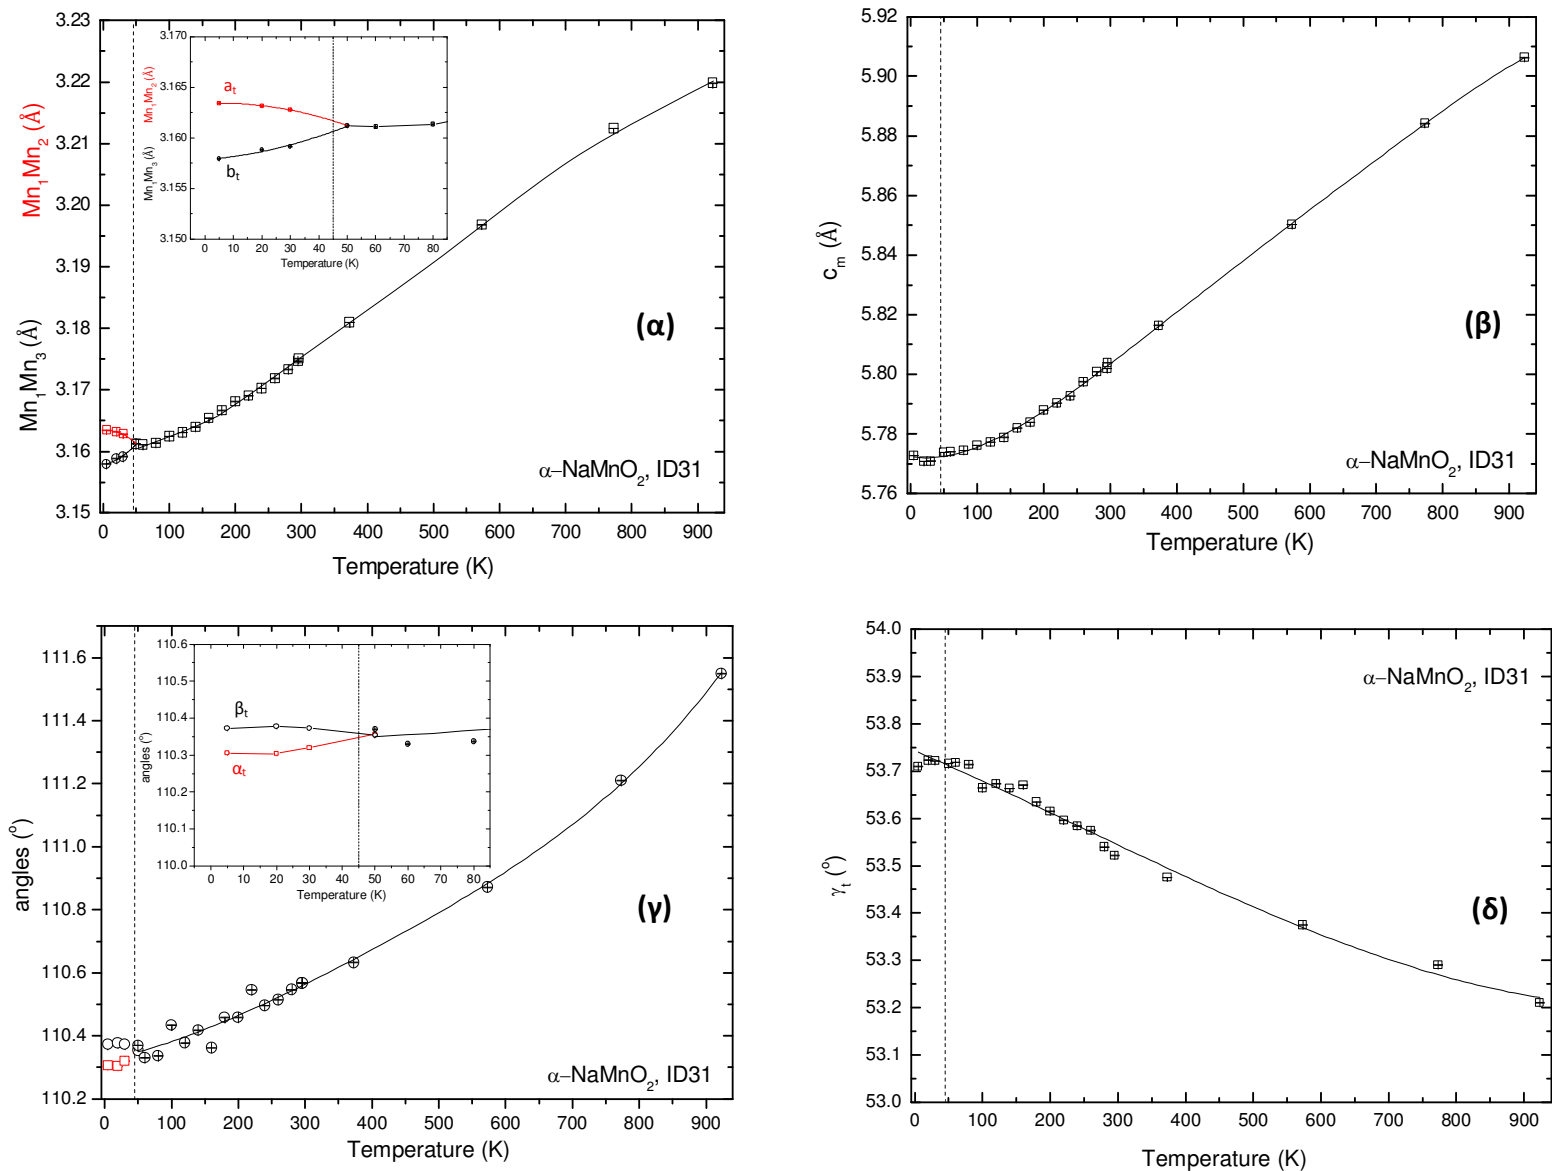 3.23
3.22
3.21
3.20
3.19
3.18
3.17
3.16
3.15
Mn1Mn3 (Å) Mn1Mn2 (Å)
3.170
3.165
3.160
3.155
3.150
Mn1Mn3 (Å) Mn1Mn2 (Å)
at
bt
0 10 20 30 40 50 60 70 80
Temperature (K)
(α)
α–NaMnO2, ID31
0 100 200 300 400 500 600 700 800 900
Temperature (K)
5.92
5.90
5.88
5.86
5.84
5.82
5.80
5.78
5.76
cm (Å)
(β)
α–NaMnO2, ID31
0 100 200 300 400 500 600 700 800 900
Temperature (K)
111.6
111.4
111.2
111.0
110.8
110.6
110.4
110.2
angles (°)
110.6
110.5
110.4
110.3
110.2
110.1
110.0
angles (°)
βt
αt
0 10 20 30 40 50 60 70 80
Temperature (K)
(γ)
α–NaMnO2, ID31
0 100 200 300 400 500 600 700 800 900
Temperature (K)
54.0
53.9
53.8
53.7
53.6
53.5
53.4
53.3
53.2
53.1
53.0
γt (°)
α–NaMnO2, ID31
(δ)
0 100 200 300 400 500 600 700 800 900
Temperature (K)